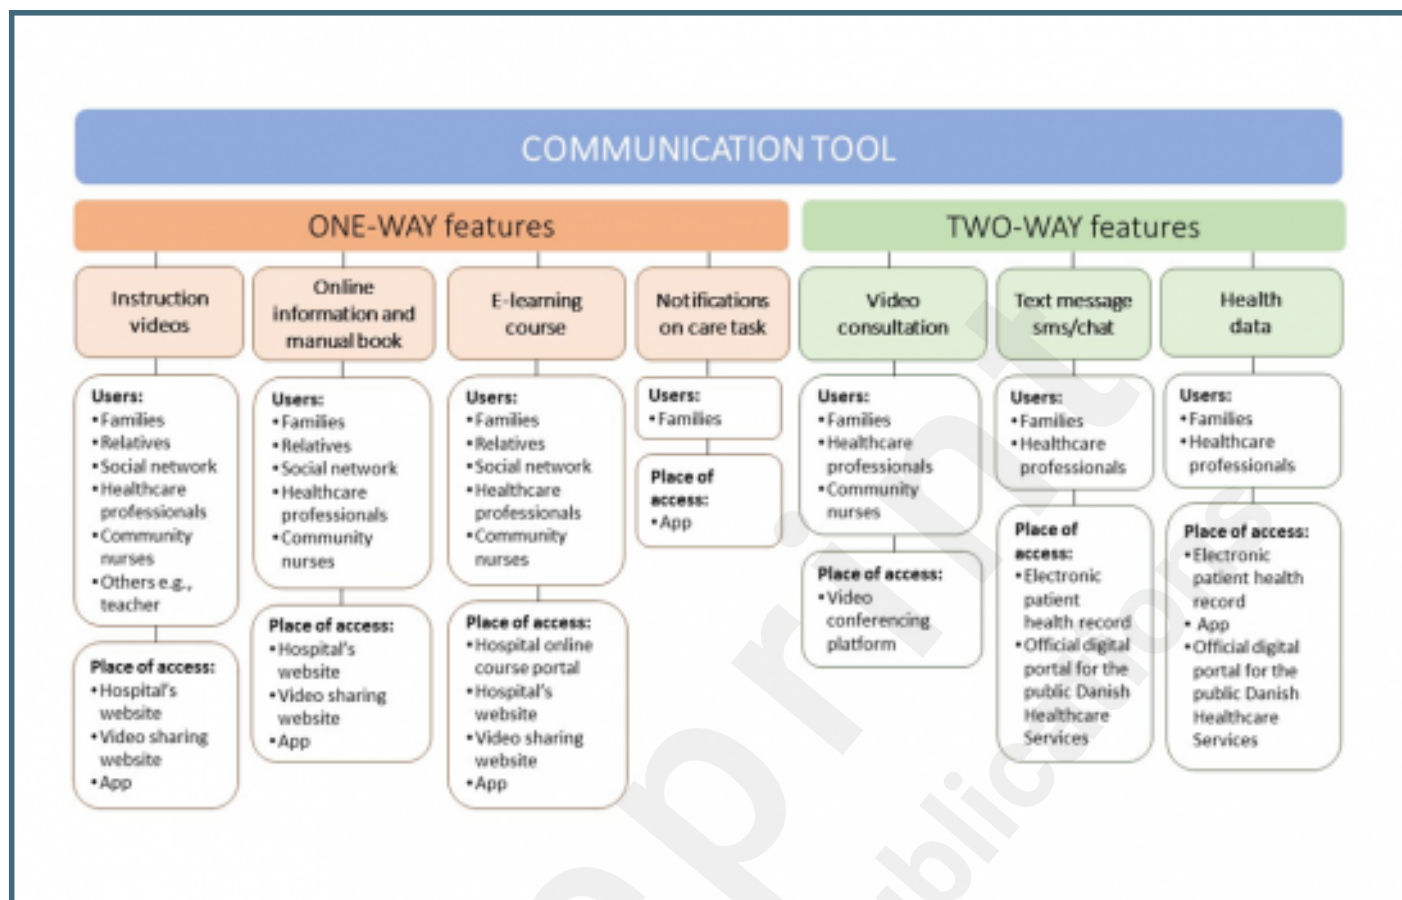 COMMUNICATION TOOL
ONE-WAY features
TWO-WAY features
Instruction
videos
Users:
•Families
•Relatives
•Social network
•Healthcare
professionals
•Community
nurses
•Others e.g.,
teacher
Place of access:
•Hospital's
website
•Video sharing
website
•App
Online
information and
manual book
Users:
•Families
•Relatives
•Social network
•Healthcare
professionals
•Community
nurses
Place of access:
•Hospital's
website
•Video sharing
website
•App
E-learning
course
Users:
•Families
•Relatives
•Social network
•Healthcare
professionals
•Community
nurses
Place of access:
•Hospital online
course portal
•Hospital's
website
•Video sharing
website
•App
Notifications
on care task
Users:
•Families
Place of
access:
•App
Video
consultation
Users:
•Families
•Healthcare
professionals
•Community
nurses
Place of access:
•Video
conferencing
platform
Text message
sms/chat
Users:
•Families
•Healthcare
professionals
Place of
access:
•Electronic
patient
health record
•Official digital
portal for the
public Danish
Healthcare
Services
Health
data
Users:
•Families
•Healthcare
professionals
Place of access:
•Electronic
patient health
record
• App
•Official digital
portal for the
public Danish
Healthcare
Services
print
ublications